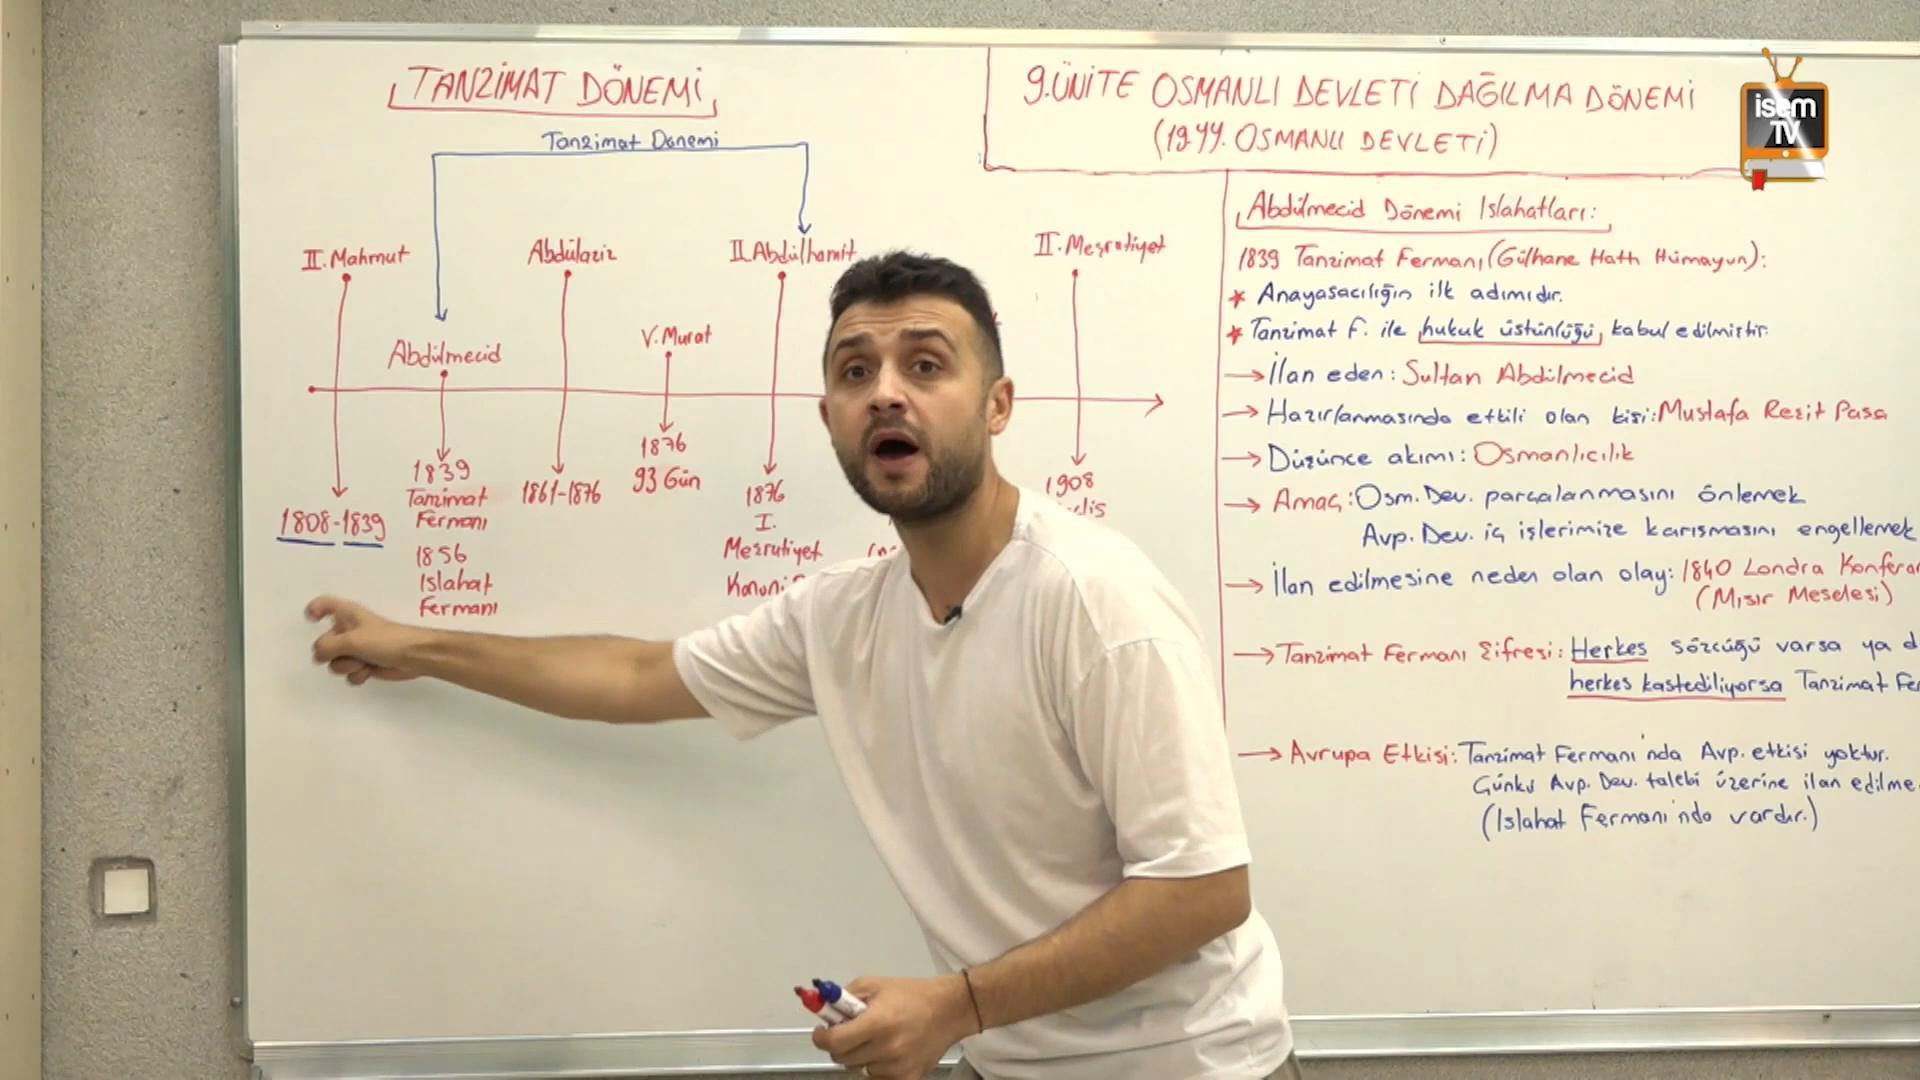 TANZİMAT DÖNEMİ
Tanzimat Dönemi
II. Mahmut
1808-1839
Abdülmecid
1839
Tanzimat
Fermanı
1856
Islahat
Fermanı
Abdülaziz
1861-1876
V. Murat
1876
93 Gün
II. Abdülhamit
1876
I.
Meşrutiyet
Kanuni
II. Meşrutiyet
1908
9.ÜNİTE OSMANLI DEVLETİ DAĞILMA DÖNEMİ
(19.YY. OSMANLI DEVLETİ)
isem
TV
Abdülmecid Dönemi Islahatları:
1839 Tanzimat Fermanı (Gülhane Hattı Hümayun):
* Anayasacılığın ilk adımıdır.
* Tanzimat F. ile hukuk üstünlüğü kabul edilmiştir.
→ İlan eden: Sultan Abdülmecid
→ Hazırlanmasında etkili olan kişi: Mustafa Reşit Paşa
→ Düşünce akımı: Osmanlıcılık
→ Amaç: Osm. Dev. parçalanmasını önlemek
Avp. Dev. iç işlerimize karışmasını engellemek
→ İlan edilmesine neden olan olay: 1840 Londra Konferan
(Mısır Meselesi)
→ Tanzimat Fermanı Şifresi: Herkes sözcüğü varsa ya d
herkes kastediliyorsa Tanzimat Fer
→ Avrupa Etkisi: Tanzimat Fermanı'nda Avp. etkisi yoktur.
Çünkü Avp. Dev. talebi üzerine ilan edilme
(Islahat Fermanı'nda vardır.)